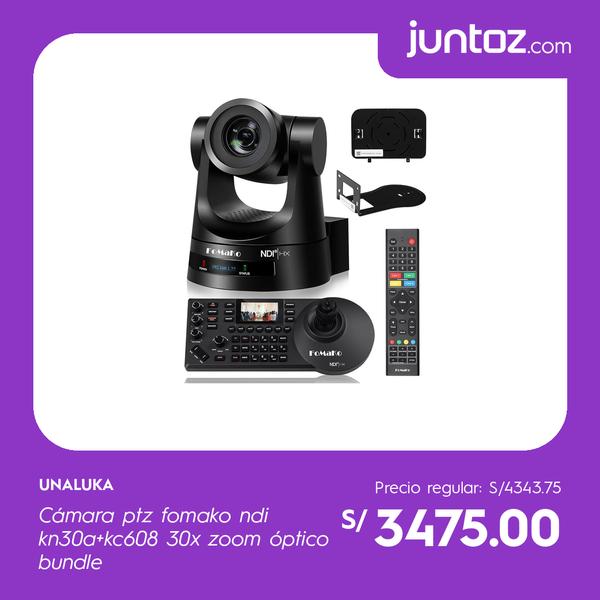 juntoz.com
FoMaKo
NDI|HX
FoMaKo
NDI|HX
FoMaKo
UNALUKA
Cámara ptz fomako ndi
kn30a+kc608 30x zoom óptico
bundle
Precio regular: S/4343.75
S/ 3475.00